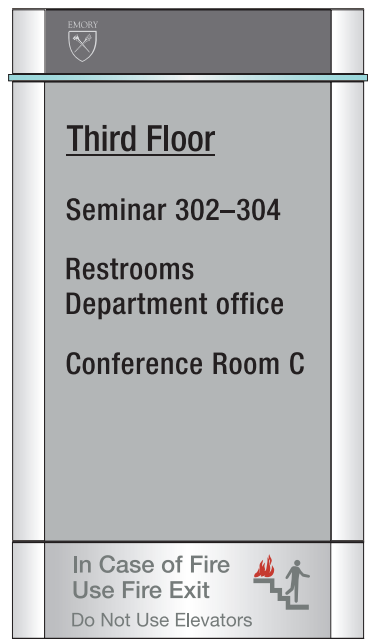 EMORY
Third Floor
Seminar 302–304
Restrooms
Department office
Conference Room C
In Case of Fire
Use Fire Exit
Do Not Use Elevators